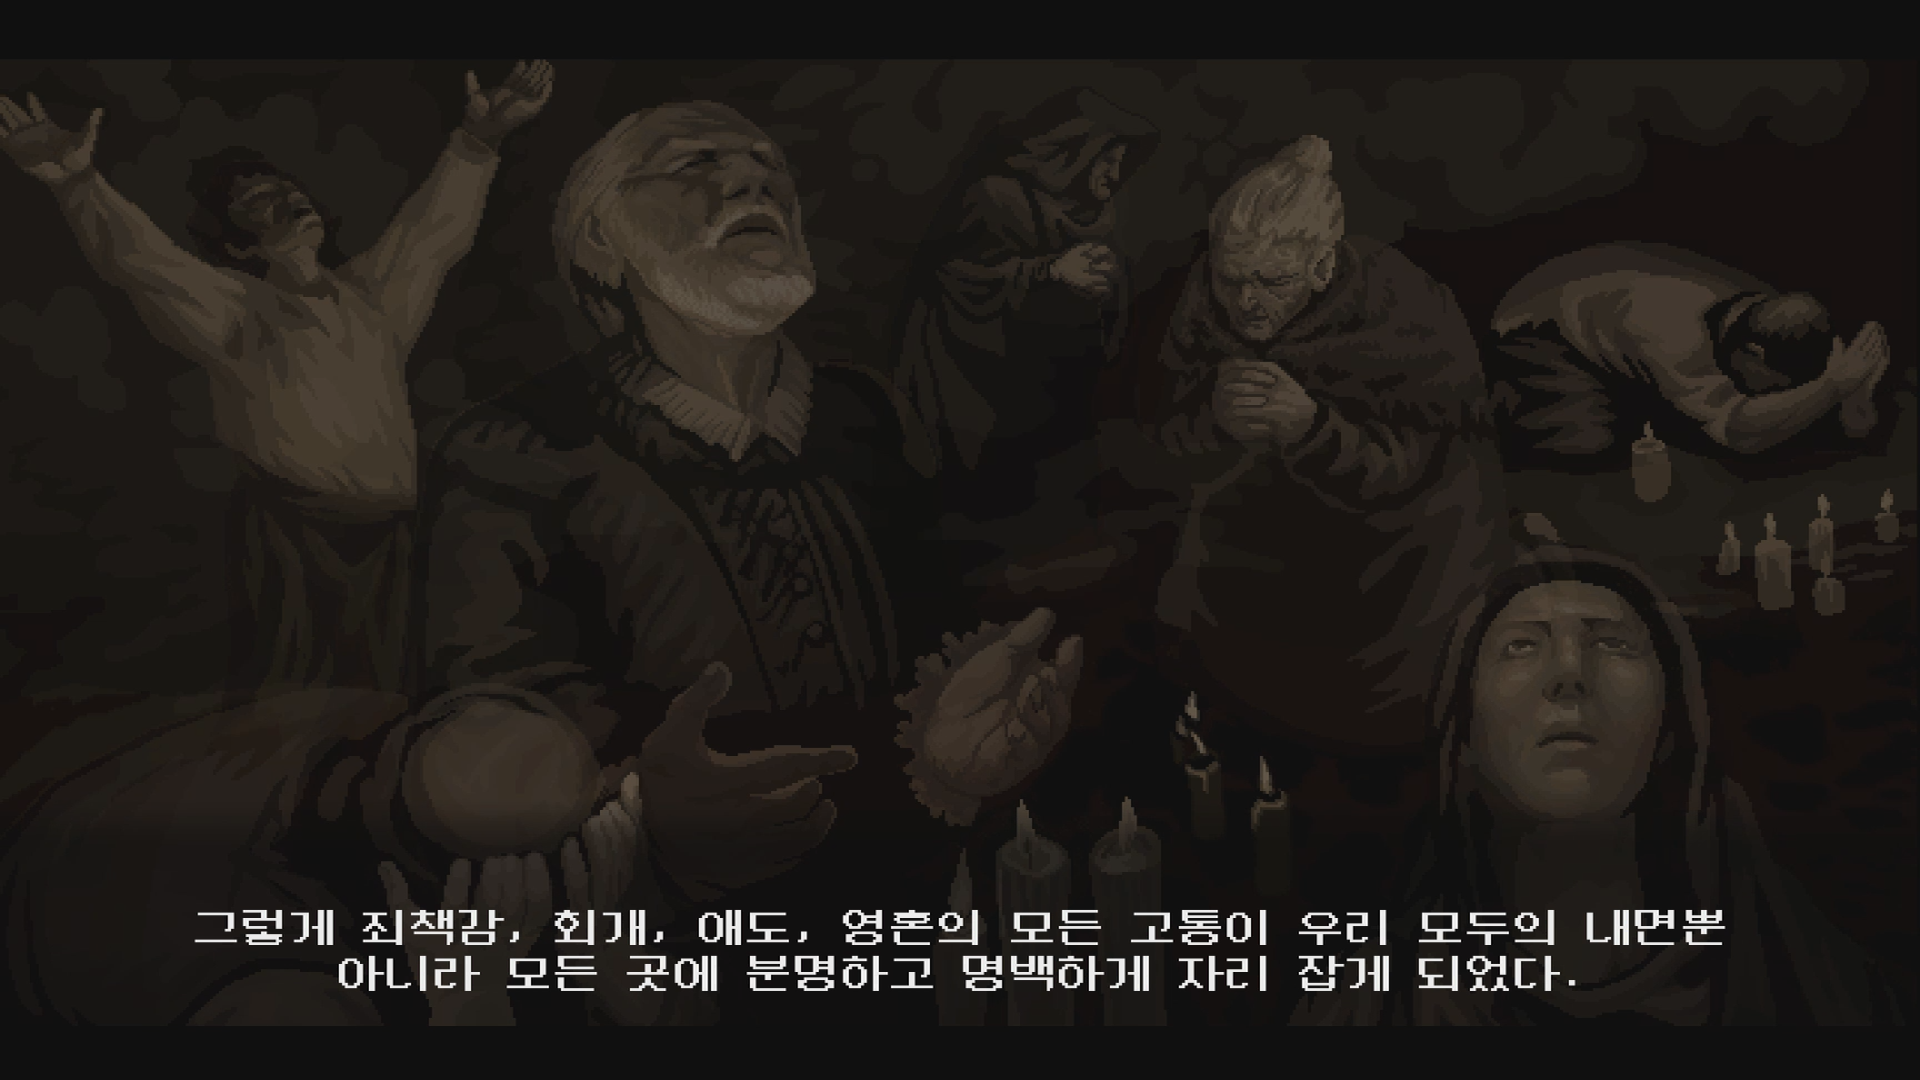 그렇게 죄책감, 회개, 애도, 영혼의 모든 고통이 우리 모두의 내면뿐
아니라 모든 곳에 분명하고 명백하게 자리 잡게 되었다.